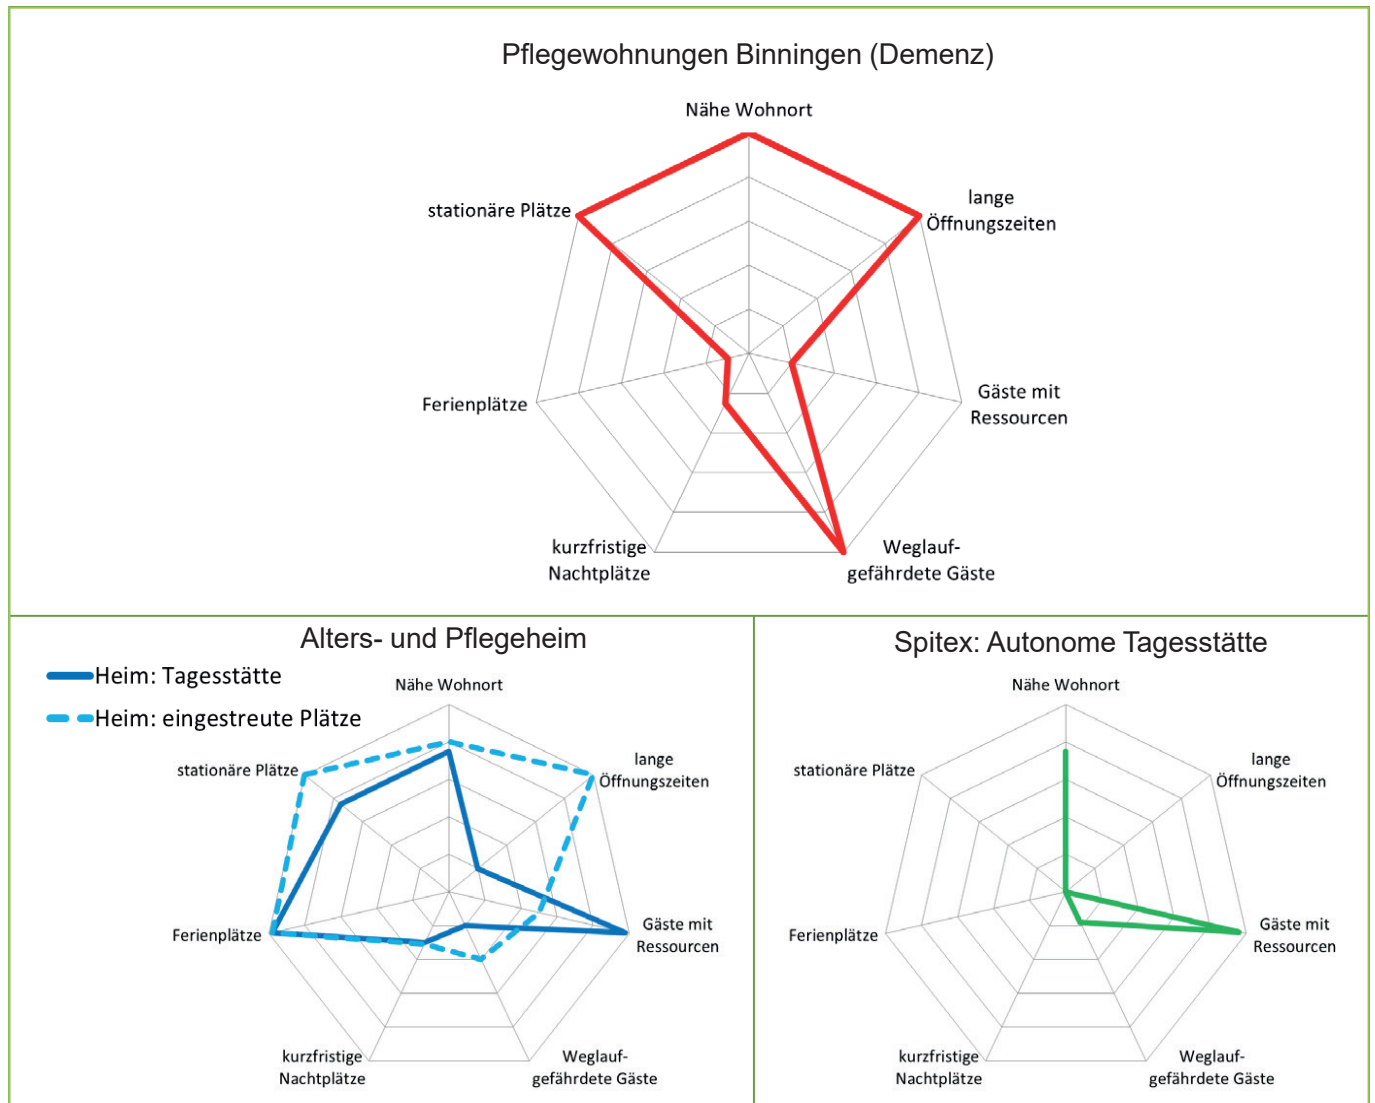 Pflegewohnungen Binningen (Demenz)
Nähe Wohnort
lange
Öffnungszeiten
stationäre Plätze
Gäste mit
Ressourcen
Ferienplätze
kurzfristige
Nachtplätze
Weglauf-
gefährdete Gäste
Alters- und Pflegeheim
Heim: Tagesstätte
Heim: eingestreute Plätze
Nähe Wohnort
lange
Öffnungszeiten
stationäre Plätze
Gäste mit
Ressourcen
Ferienplätze
kurzfristige
Nachtplätze
Weglauf-
gefährdete Gäste
Spitex: Autonome Tagesstätte
Nähe Wohnort
lange
Öffnungszeiten
stationäre Plätze
Gäste mit
Ressourcen
Ferienplätze
kurzfristige
Nachtplätze
Weglauf-
gefährdete Gäste